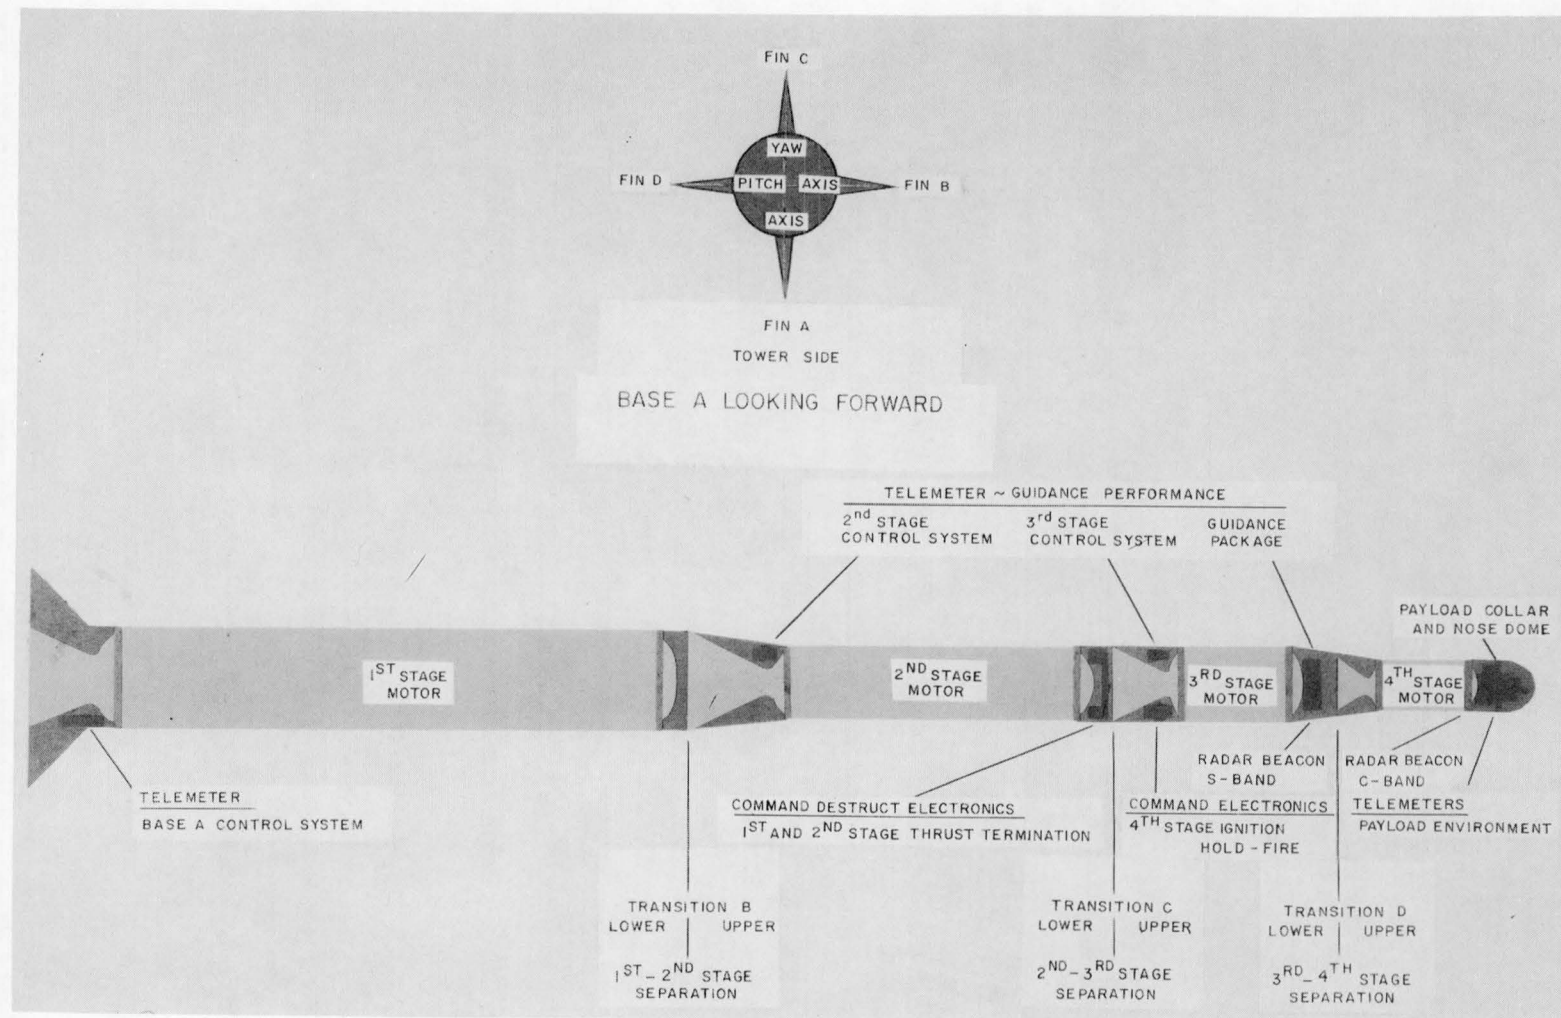 FIN C
YAW
FIN D
PITCH AXIS
FIN B
AXIS
FIN A
TOWER SIDE
BASE A LOOKING FORWARD
TELEMETER ~ GUIDANCE PERFORMANCE
2nd STAGE
CONTROL SYSTEM
3rd STAGE
CONTROL SYSTEM
GUIDANCE
PACKAGE
PAYLOAD COLLAR
AND NOSE DOME
1ST STAGE
MOTOR
2ND STAGE
MOTOR
3RD STAGE
MOTOR
4TH STAGE
MOTOR
TELEMETER
BASE A CONTROL SYSTEM
RADAR BEACON
S-BAND
RADAR BEACON
C-BAND
COMMAND DESTRUCT ELECTRONICS
1ST AND 2ND STAGE THRUST TERMINATION
COMMAND ELECTRONICS
4TH STAGE IGNITION
HOLD-FIRE
TELEMETERS
PAYLOAD ENVIRONMENT
TRANSITION B
LOWER UPPER
1ST-2ND STAGE
SEPARATION
TRANSITION C
LOWER UPPER
2ND-3RD STAGE
SEPARATION
TRANSITION D
LOWER UPPER
3RD-4TH STAGE
SEPARATION